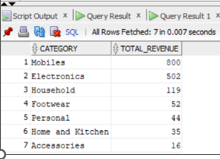 Script Output × Query Result × Query Result 1
SQL | All Rows Fetched: 7 in 0.007 seconds
CATEGORY TOTAL_REVENUE
1 Mobiles 800
2 Electronics 502
3 Household 119
4 Footwear 52
5 Personal 44
6 Home and Kitchen 35
7 Accessories 16